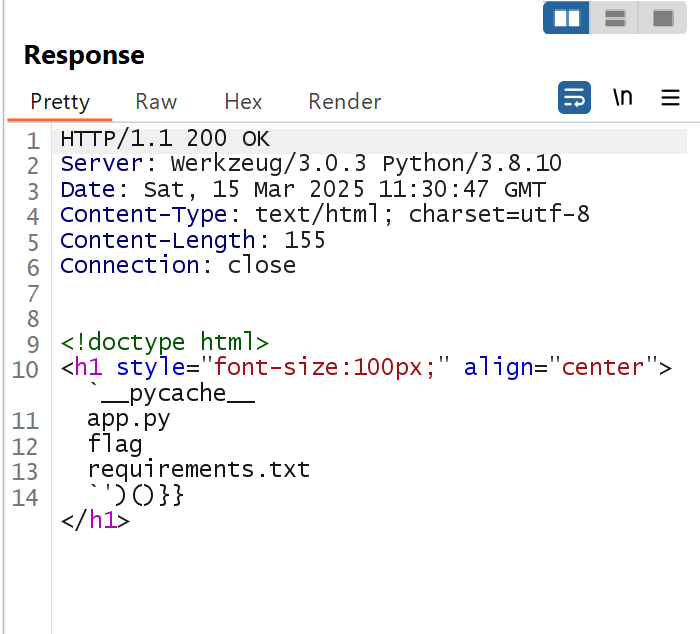 Response
Pretty Raw Hex Render \n
1 HTTP/1.1 200 OK
2 Server: Werkzeug/3.0.3 Python/3.8.10
3 Date: Sat, 15 Mar 2025 11:30:47 GMT
4 Content-Type: text/html; charset=utf-8
5 Content-Length: 155
6 Connection: close
7
8
9 <!doctype html>
10 <h1 style="font-size:100px;" align="center">
`__pycache__
11 app.py
12 flag
13 requirements.txt
14 `')()}}
</h1>